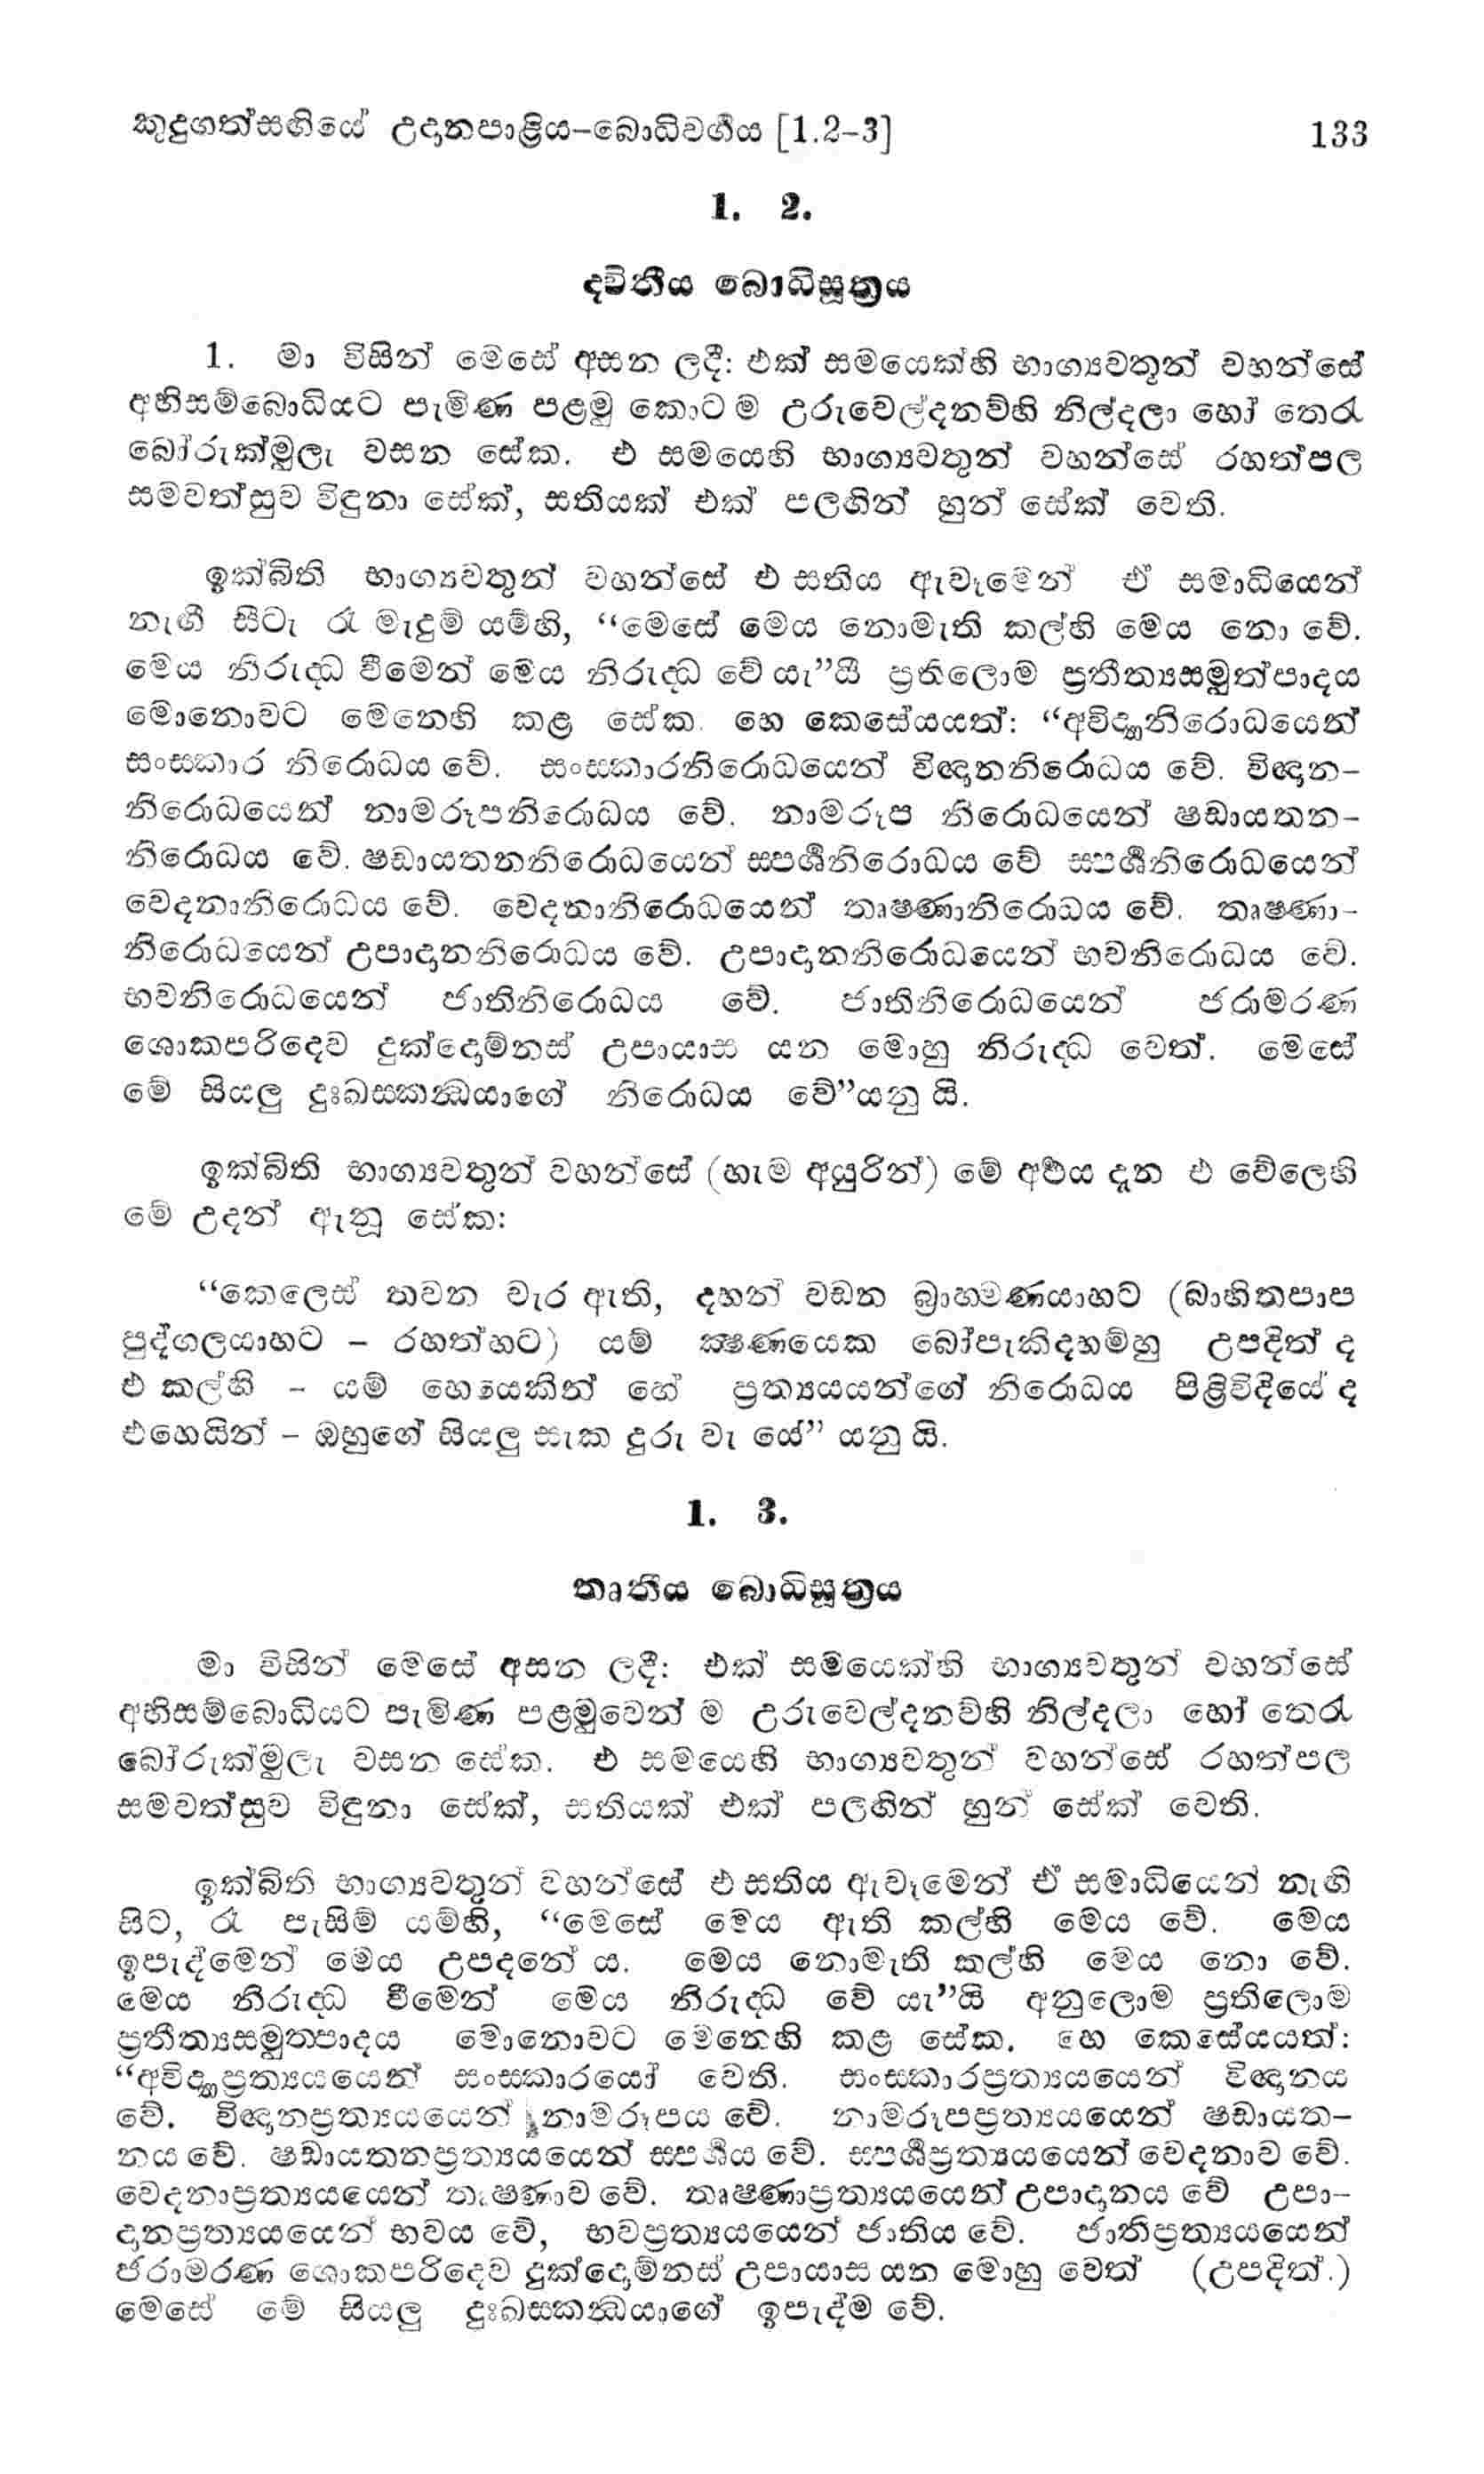 කුදුගත්සඟියේ උදානපාළිය–බොධිවර්‍ගය [1.2–3] 133
1. 2.
ද්විතීය බොධිසූත්‍රය
1. මා විසින් මෙසේ අසන ලදී: එක් සමයෙක්හි භාග්‍යවතුන් වහන්සේ
අභිසම්බොධියට පැමිණ පළමු කොට ම උරුවෙල්දනව්හි නිල්දලා හෝ තෙරැ
බෝරුක්මුලැ වසන සේක. එ සමයෙහි භාග්‍යවතුන් වහන්සේ රහත්පල
සමවත්සුව විඳුනා සේක්, සතියක් එක් පලඟින් හුන් සේක් වෙති.
ඉක්බිති භාග්‍යවතුන් වහන්සේ එ සතිය ඇවෑමෙන් ඒ සමාධියෙන්
නැඟී සිටැ රෑ මැදුම් යම්හි, “මෙසේ මෙය නොමැති කල්හි මෙය නො වේ.
මෙය නිරුද්ධ වීමෙන් මෙය නිරුද්ධ වේ යැ”යී ප්‍රතිලොම ප්‍රතීත්‍යසමුත්පාදය
මොනොවට මෙනෙහි කළ සේක. හෙ කෙසේයයත්: “අවිද්‍යානිරොධයෙන්
සංස්කාර නිරොධය වේ. සංස්කාරනිරොධයෙන් විඥානනිරොධය වේ. විඥාන–
නිරොධයෙන් නාමරූපනිරොධය වේ. නාමරූප නිරොධයෙන් ෂඩායතන–
නිරොධය වේ. ෂඩායතනනිරොධයෙන් ස්පර්‍ශනිරොධය වේ ස්පර්‍ශනිරොධයෙන්
වෙදනානිරොධය වේ. වෙදනානිරොධයෙන් තෘෂ්ණානිරොධය වේ. තෘෂ්ණා–
නිරොධයෙන් උපාදානනිරොධය වේ. උපාදානනිරොධයෙන් භවනිරොධය වේ.
භවනිරොධයෙන් ජාතිනිරොධය වේ. ජාතිනිරොධයෙන් ජරාමරණ
ශොකපරිදෙව දුක්දොම්නස් උපායාස යන මොහු නිරුද්ධ වෙත්. මෙසේ
මේ සියලු දුඃඛස්කන්ධයාගේ නිරොධය වේ”යනු යි.
ඉක්බිති භාග්‍යවතුන් වහන්සේ (හැම අයුරින්) මේ අර්‍ථය දැන එ වේලෙහි
මේ උදන් ඇනූ සේක:
“කෙලෙස් තවන වැර ඇති, දහන් වඩන බ්‍රාහ්මණයාහට (බාහිතපාප
පුද්ගලයාහට – රහත්හට) යම් ක්‍ෂණයෙක බෝපැකිදහම්හු උපදිත් ද
එ කල්හි – යම් හෙයෙකින් හේ ප්‍රත්‍යයයන්ගේ නිරොධය පිළිවිදියේ ද
එහෙයින් – ඔහුගේ සියලු සැක දුරු වැ යේ” යනු යි.
1. 3.
තෘතීය බොධිසූත්‍රය
මා විසින් මෙසේ අසන ලදී: එක් සමයෙක්හි භාග්‍යවතුන් වහන්සේ
අභිසම්බොධියට පැමිණ පළමුවෙන් ම උරුවෙල්දනව්හි නිල්දලා හෝ තෙරැ
බෝරුක්මුලැ වසන සේක. එ සමයෙහි භාග්‍යවතුන් වහන්සේ රහත්පල
සමවත්සුව විඳුනා සේක්, සතියක් එක් පලඟින් හුන් සේක් වෙති.
ඉක්බිති භාග්‍යවතුන් වහන්සේ එ සතිය ඇවෑමෙන් ඒ සමාධියෙන් නැඟී
සිට, රෑ පැසිම් යම්හි, “මෙසේ මෙය ඇති කල්හි මෙය වේ. මෙය
ඉපැද්මෙන් මෙය උපදනේ ය. මෙය නොමැති කල්හි මෙය නො වේ.
මෙය නිරුද්ධ වීමෙන් මෙය නිරුද්ධ වේ යැ”යි අනුලොම ප්‍රතිලොම
ප්‍රතීත්‍යසමුත්පාදය මොනොවට මෙනෙහි කළ සේක. හෙ කෙසේයයත්:
“අවිද්‍යාප්‍රත්‍යයයෙන් සංස්කාරයෝ වෙති. සංස්කාරප්‍රත්‍යයයෙන් විඥානය
වේ. විඥානප්‍රත්‍යයයෙන් නාමරූපය වේ. නාමරූපප්‍රත්‍යයයෙන් ෂඩායත–
නය වේ. ෂඩායතනප්‍රත්‍යයයෙන් ස්පර්‍ශය වේ. ස්පර්‍ශප්‍රත්‍යයයෙන් වෙදනාව වේ.
වෙදනාප්‍රත්‍යයයෙන් තෘෂ්ණාව වේ. තෘෂ්ණාප්‍රත්‍යයයෙන් උපාදානය වේ උපා–
දානප්‍රත්‍යයයෙන් භවය වේ, භවප්‍රත්‍යයයෙන් ජාතිය වේ. ජාතිප්‍රත්‍යයයෙන්
ජරාමරණ ශොකපරිදෙව දුක්දොම්නස් උපායාස යන මොහු වෙත් (උපදිත්.)
මෙසේ මේ සියලු දුඃඛස්කන්ධයාගේ ඉපැද්ම වේ.